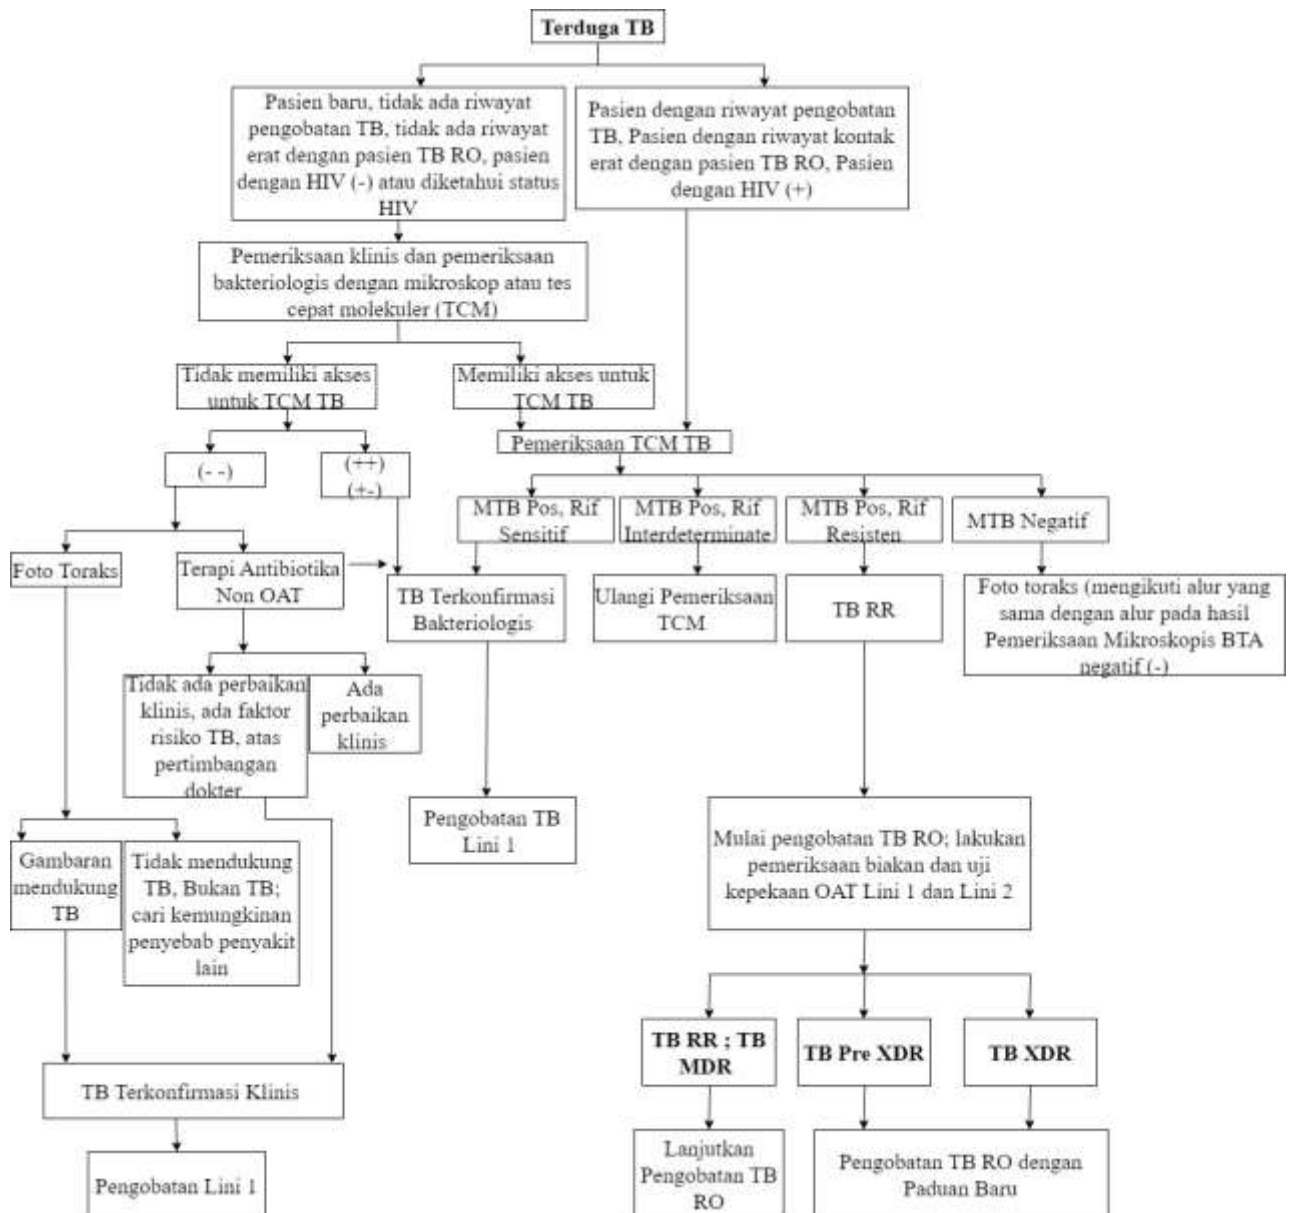 Terduga TB
Pasien baru, tidak ada riwayat
pengobatan TB, tidak ada riwayat
erat dengan pasien TB RO, pasien
dengan HIV (-) atau diketahui status
HIV
Pasien dengan riwayat pengobatan
TB, Pasien dengan riwayat kontak
erat dengan pasien TB RO, Pasien
dengan HIV (+)
Pemeriksaan klinis dan pemeriksaan
bakteriologis dengan mikroskop atau tes
cepat molekuler (TCM)
Tidak memiliki akses
untuk TCM TB
Memiliki akses untuk
TCM TB
Pemeriksaan TCM TB
(- -)
(++)
(+-)
MTB Pos, Rif
Sensitif
MTB Pos, Rif
Interdeterminate
MTB Pos, Rif
Resisten
MTB Negatif
Foto Toraks
Terapi Antibiotika
Non OAT
TB Terkonfirmasi
Bakteriologis
Ulangi Pemeriksaan
TCM
TB RR
Foto toraks (mengikuti alur yang
sama dengan alur pada hasil
Pemeriksaan Mikroskopis BTA
negatif (-)
Tidak ada perbaikan
klinis, ada faktor
risiko TB, atas
pertimbangan
dokter
Ada
perbaikan
klinis
Pengobatan TB
Lini 1
Mulai pengobatan TB RO; lakukan
pemeriksaan biakan dan uji
kepekaan OAT Lini 1 dan Lini 2
Gambaran
mendukung
TB
Tidak mendukung
TB, Bukan TB;
cari kemungkinan
penyebab penyakit
lain
TB RR ; TB
MDR
TB Pre XDR
TB XDR
TB Terkonfirmasi Klinis
Pengobatan Lini 1
Lanjutkan
Pengobatan TB
RO
Pengobatan TB RO dengan
Paduan Baru